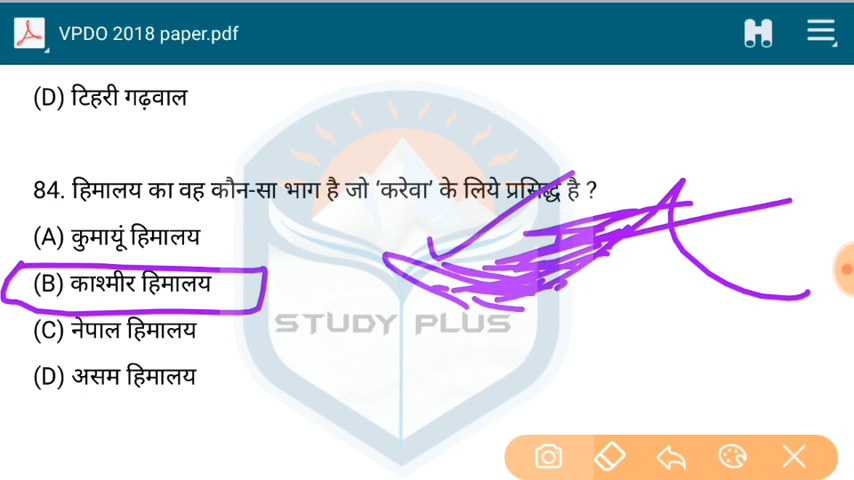 VPDO 2018 paper.pdf
(D) टिहरी गढ़वाल
84. हिमालय का वह कौन-सा भाग है जो ‘करेवा’ के लिये प्रसिद्ध है ?
(A) कुमायूं हिमालय
(B) काश्मीर हिमालय
(C) नेपाल हिमालय
(D) असम हिमालय
STUDY PLUS